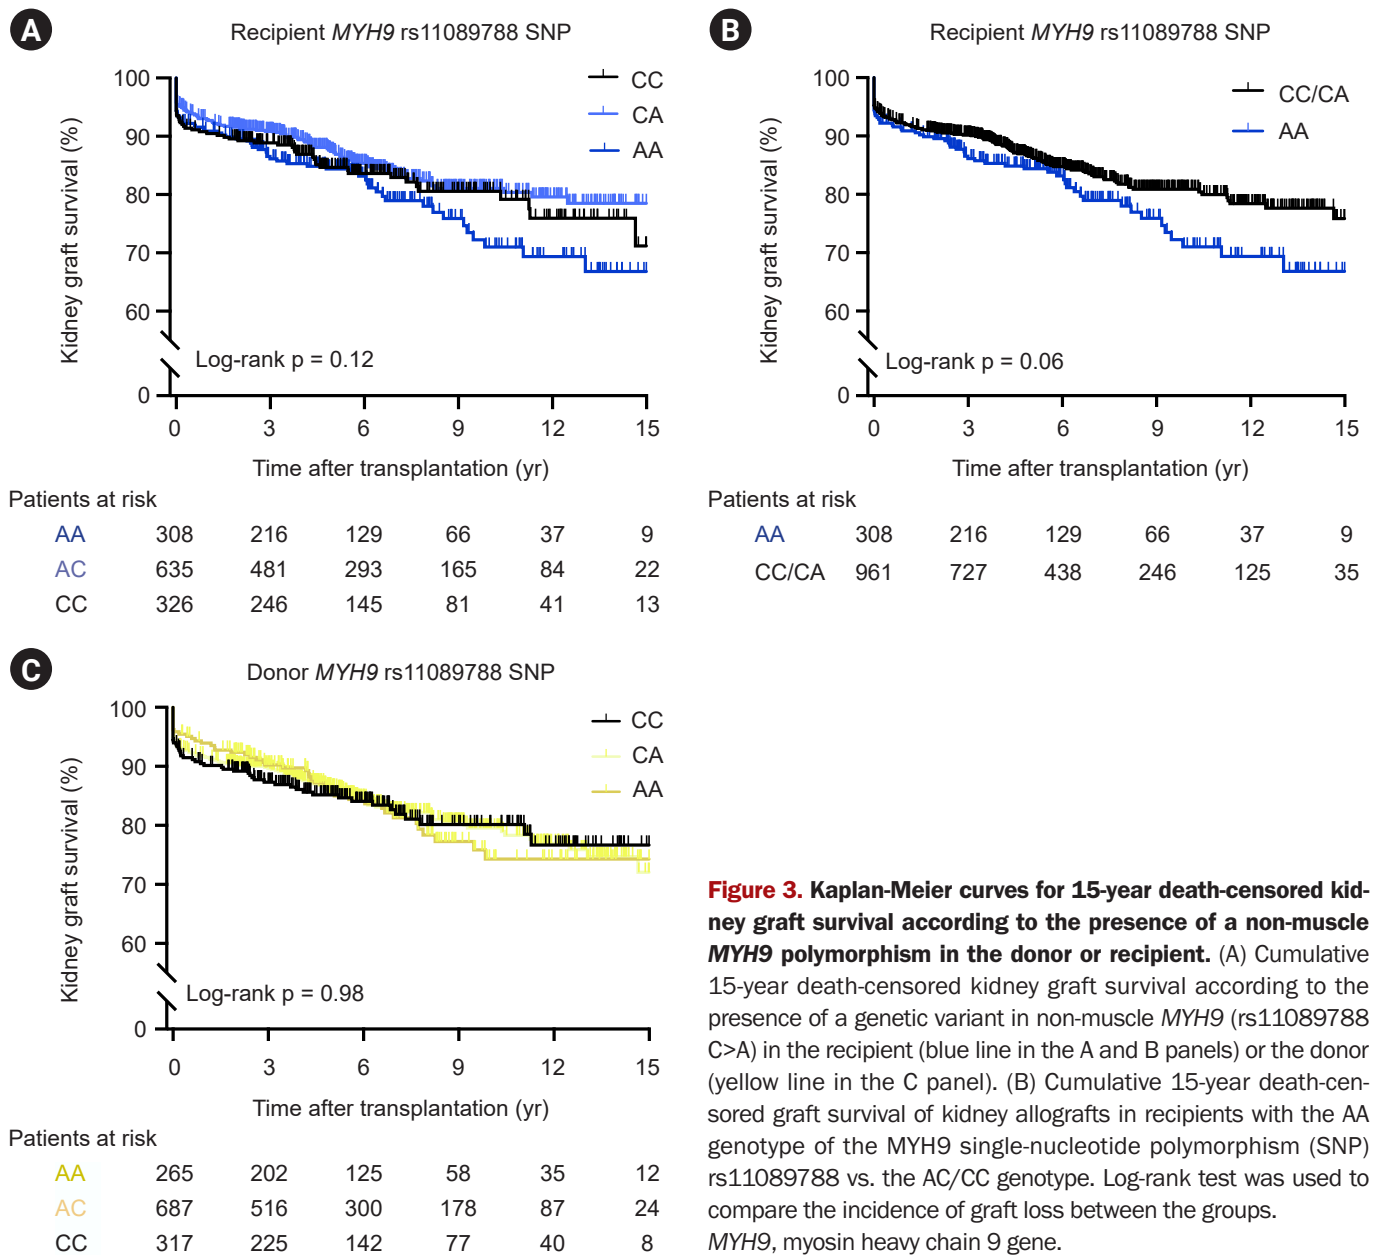 A
Recipient MYH9 rs11089788 SNP
CC
CA
AA
Kidney graft survival (%)
100
90
80
70
60
0
Log-rank p = 0.12
0 3 6 9 12 15
Time after transplantation (yr)
Patients at risk
AA 308 216 129 66 37 9
AC 635 481 293 165 84 22
CC 326 246 145 81 41 13
B
Recipient MYH9 rs11089788 SNP
CC/CA
AA
Kidney graft survival (%)
100
90
80
70
60
0
Log-rank p = 0.06
0 3 6 9 12 15
Time after transplantation (yr)
Patients at risk
AA 308 216 129 66 37 9
CC/CA 961 727 438 246 125 35
C
Donor MYH9 rs11089788 SNP
CC
CA
AA
Kidney graft survival (%)
100
90
80
70
60
0
Log-rank p = 0.98
0 3 6 9 12 15
Time after transplantation (yr)
Patients at risk
AA 265 202 125 58 35 12
AC 687 516 300 178 87 24
CC 317 225 142 77 40 8
Figure 3. Kaplan-Meier curves for 15-year death-censored kid-
ney graft survival according to the presence of a non-muscle
MYH9 polymorphism in the donor or recipient. (A) Cumulative
15-year death-censored kidney graft survival according to the
presence of a genetic variant in non-muscle MYH9 (rs11089788
C>A) in the recipient (blue line in the A and B panels) or the donor
(yellow line in the C panel). (B) Cumulative 15-year death-cen-
sored graft survival of kidney allografts in recipients with the AA
genotype of the MYH9 single-nucleotide polymorphism (SNP)
rs11089788 vs. the AC/CC genotype. Log-rank test was used to
compare the incidence of graft loss between the groups.
MYH9, myosin heavy chain 9 gene.